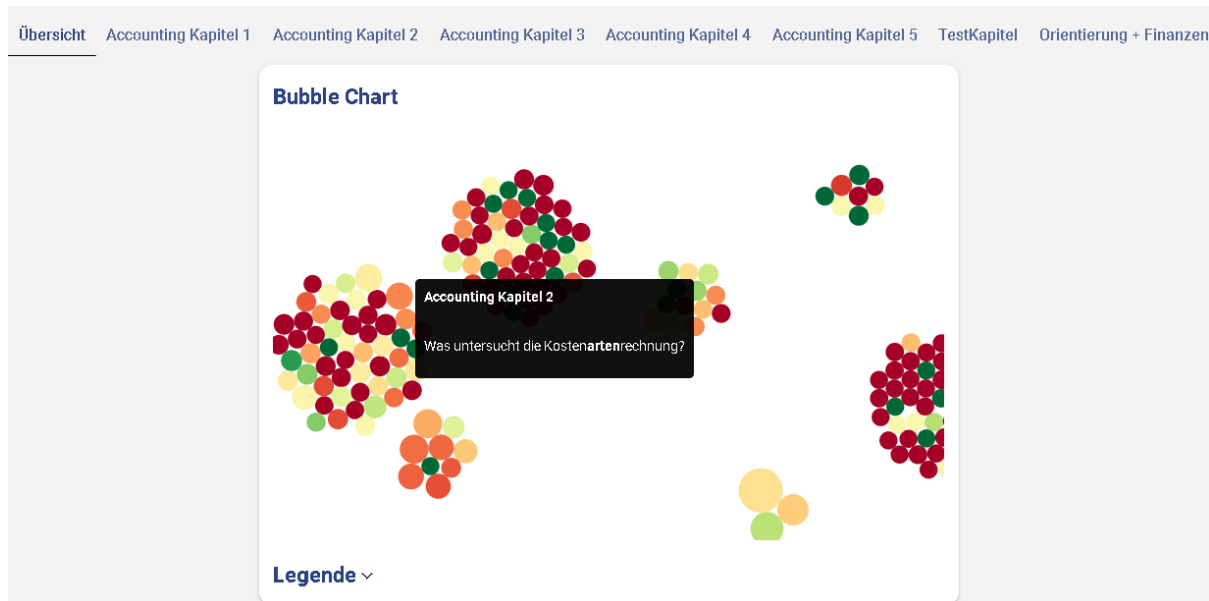 Übersicht Accounting Kapitel 1 Accounting Kapitel 2 Accounting Kapitel 3 Accounting Kapitel 4 Accounting Kapitel 5 TestKapitel Orientierung + Finanzen
Bubble Chart
Accounting Kapitel 2
Was untersucht die Kostenartenrechnung?
Legende